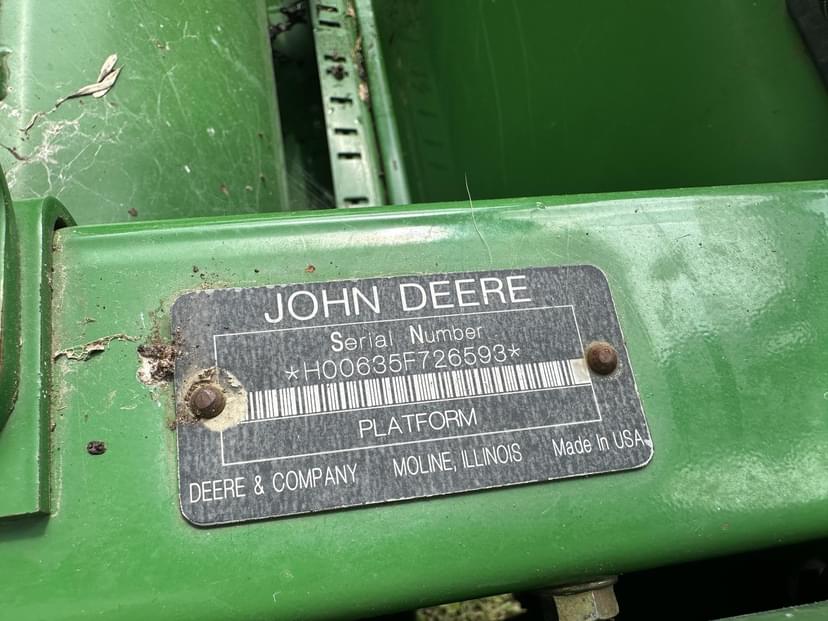 JOHN DEERE
Serial Number
*H00635F726593*
PLATFORM
DEERE & COMPANY MOLINE, ILLINOIS Made In USA